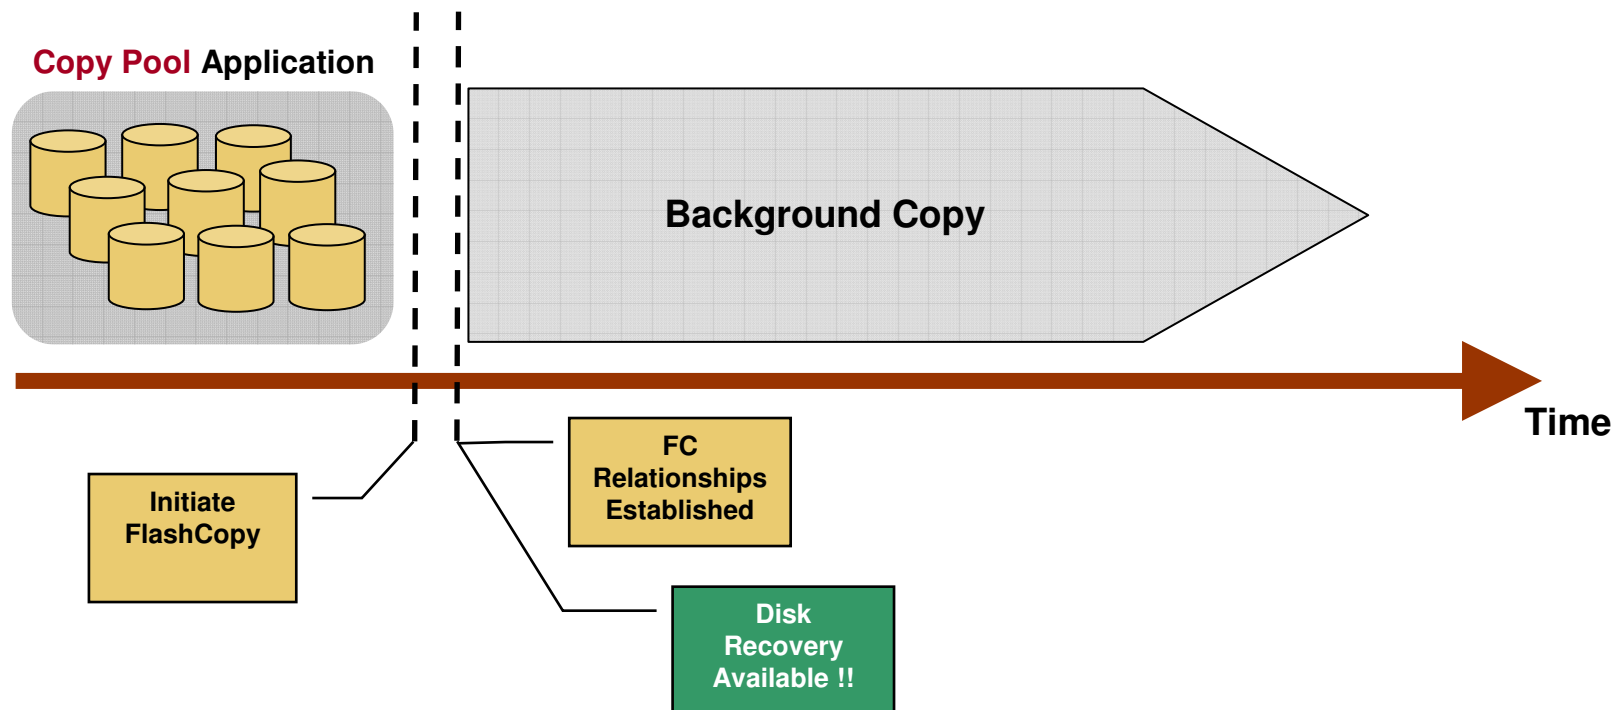 Copy Pool Application
Background Copy
Time
Initiate
FlashCopy
FC
Relationships
Established
Disk
Recovery
Available !!